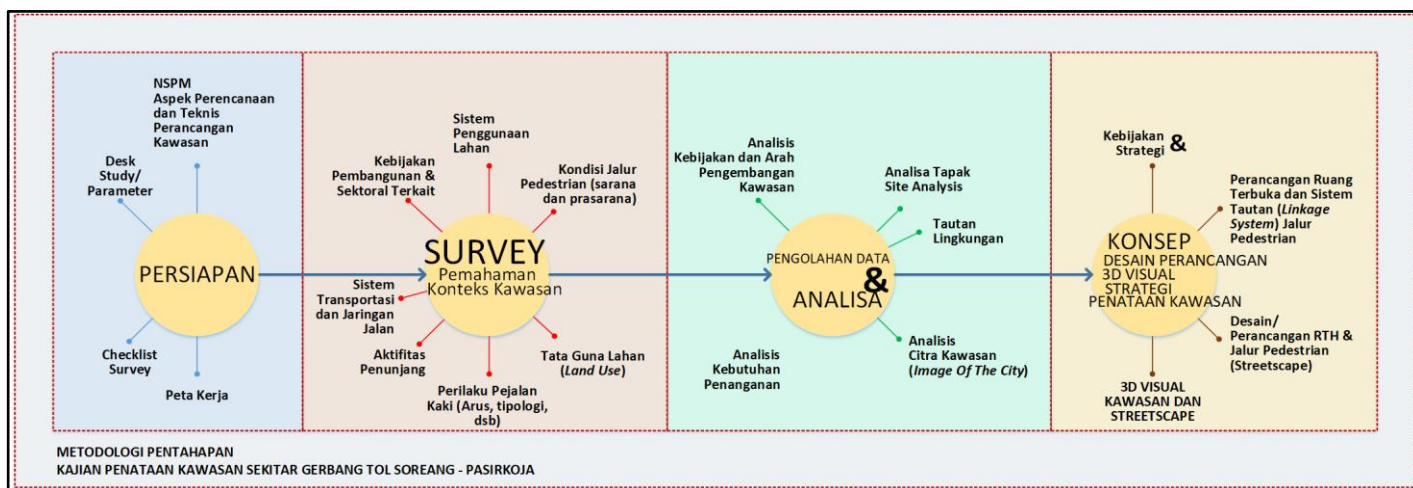 NSPM
Aspek Perencanaan
dan Teknis
Perancangan
Kawasan
Desk
Study/
Parameter
PERSIAPAN
Checklist
Survey
Peta Kerja
Sistem
Penggunaan
Lahan
Kebijakan
Pembangunan &
Sektoral Terkait
Kondisi Jalur
Pedestrian (sarana
dan prasarana)
SURVEY
Pemahaman
Konteks Kawasan
Sistem
Transportasi
dan Jaringan
Jalan
Aktifitas
Penunjang
Tata Guna Lahan
(Land Use)
Perilaku Pejalan
Kaki (Arus, tipologi,
dsb)
Analisis
Kebijakan dan Arah
Pengembangan
Kawasan
Analisa Tapak
Site Analysis
Tautan
Lingkungan
PENGOLAHAN DATA
&
ANALISA
Analisis
Kebutuhan
Penanganan
Analisis
Citra Kawasan
(Image Of The City)
Kebijakan &
Strategi
Perancangan Ruang
Terbuka dan Sistem
Tautan (Linkage
System) Jalur
Pedestrian
KONSEP
DESAIN PERANCANGAN
3D VISUAL
STRATEGI
PENATAAN KAWASAN
Desain/
Perancangan RTH &
Jalur Pedestrian
(Streetscape)
3D VISUAL
KAWASAN DAN
STREETSCAPE
METODOLOGI PENTAHAPAN
KAJIAN PENATAAN KAWASAN SEKITAR GERBANG TOL SOREANG - PASIRKOJA